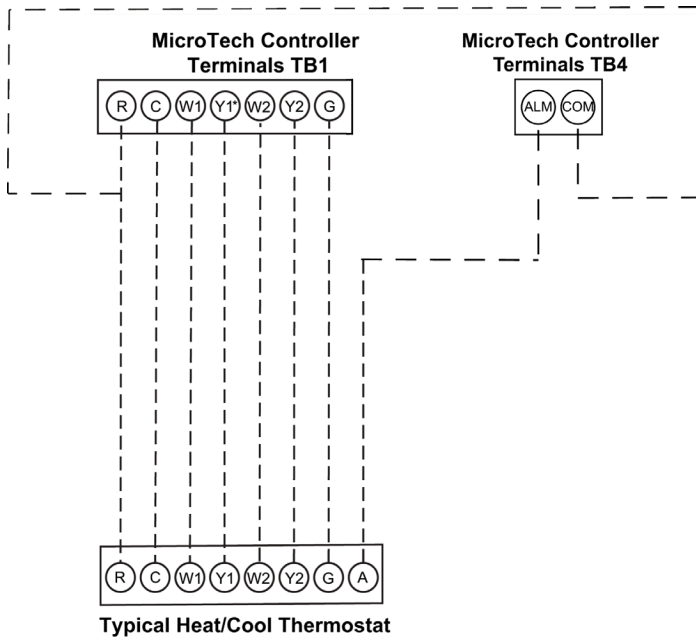 MicroTech Controller
Terminals TB1
MicroTech Controller
Terminals TB4
R C W1 Y1* W2 Y2 G
ALM COM
R C W1 Y1 W2 Y2 G A
Typical Heat/Cool Thermostat